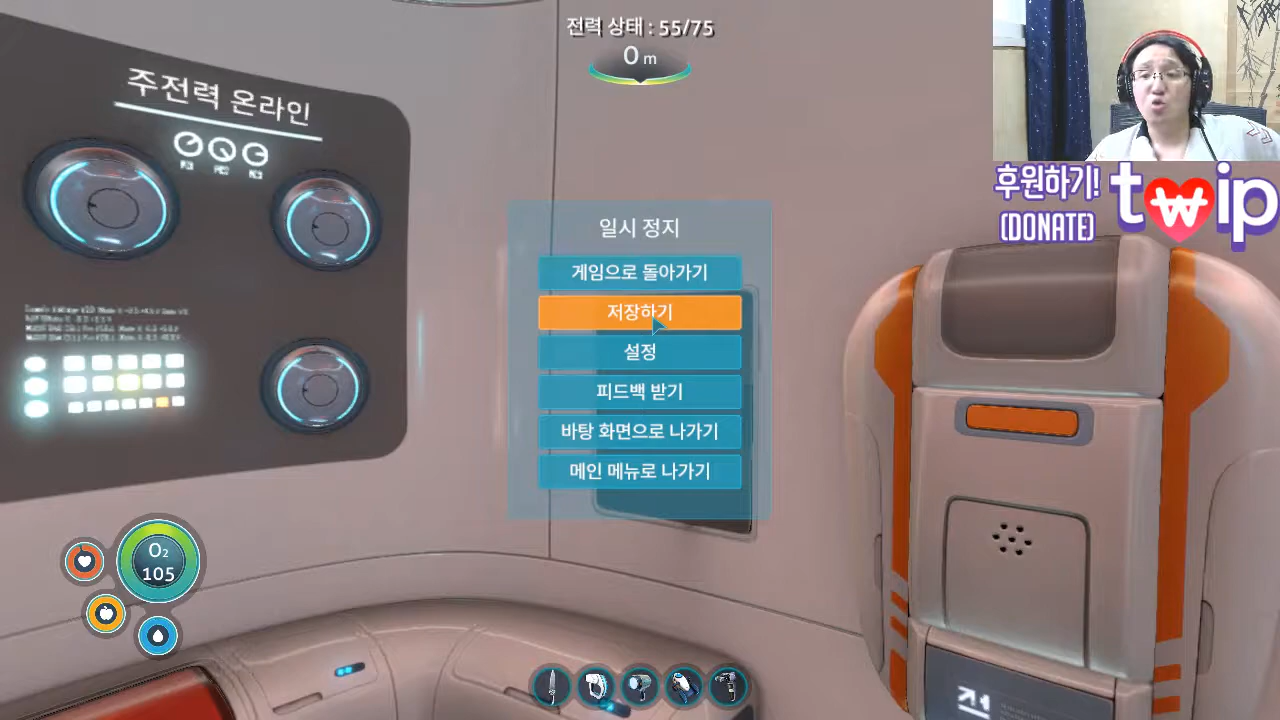 전력 상태 : 55/75
0 m
주전력 온라인
후원하기!
(DONATE)
twip
일시 정지
게임으로 돌아가기
저장하기
설정
피드백 받기
바탕 화면으로 나가기
메인 메뉴로 나가기
O₂
105